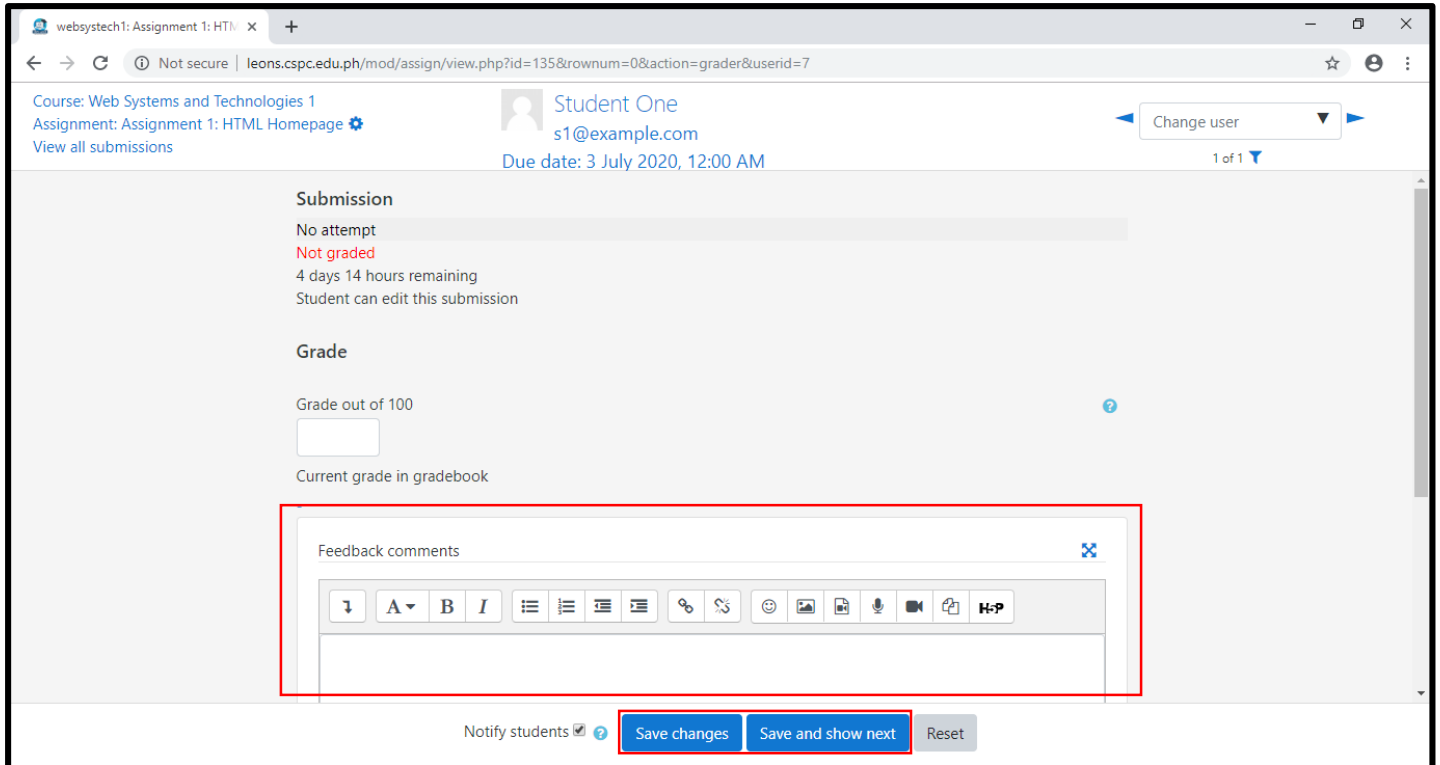 websystech1: Assignment 1: HTM
Not secure | leons.cspc.edu.ph/mod/assign/view.php?id=135&rownum=0&action=grader&userid=7
Course: Web Systems and Technologies 1
Assignment: Assignment 1: HTML Homepage
View all submissions
Student One
s1@example.com
Due date: 3 July 2020, 12:00 AM
Change user
1 of 1
Submission
No attempt
Not graded
4 days 14 hours remaining
Student can edit this submission
Grade
Grade out of 100
Current grade in gradebook
-
Feedback comments
A B I H5P
Notify students Save changes Save and show next Reset